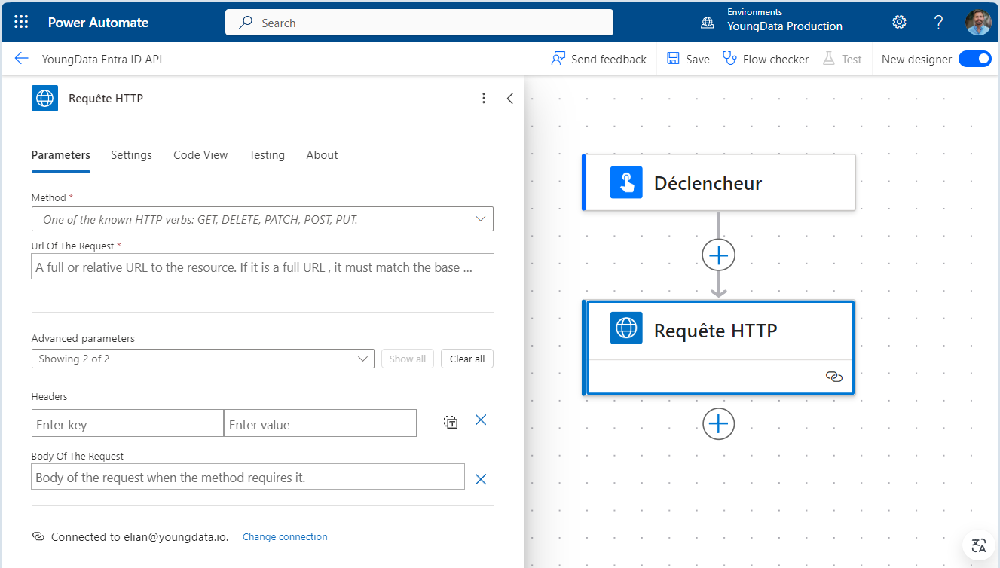 Power Automate
Search
Environments
YoungData Production
YoungData Entra ID API
Send feedback
Save
Flow checker
Test
New designer
Requête HTTP
Parameters Settings Code View Testing About
Method *
One of the known HTTP verbs: GET, DELETE, PATCH, POST, PUT.
Url Of The Request *
A full or relative URL to the resource. If it is a full URL , it must match the base ...
Advanced parameters
Showing 2 of 2
Show all
Clear all
Headers
Enter key
Enter value
Body Of The Request
Body of the request when the method requires it.
Connected to elian@youngdata.io. Change connection
Déclencheur
Requête HTTP